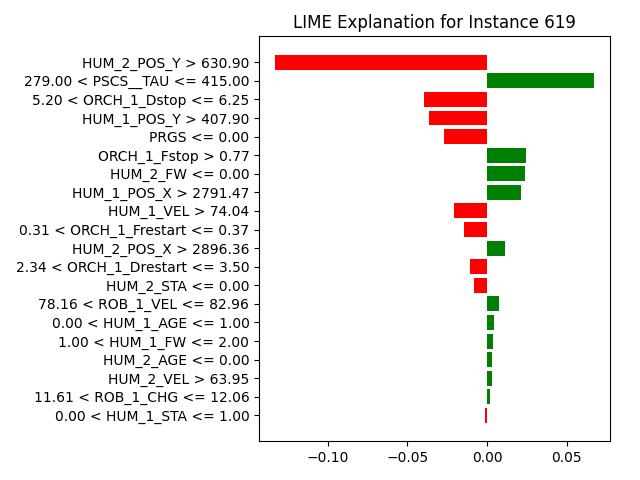 LIME Explanation for Instance 619
HUM_2_POS_Y > 630.90
279.00 < PSCS__TAU <= 415.00
5.20 < ORCH_1_Dstop <= 6.25
HUM_1_POS_Y > 407.90
PRGS <= 0.00
ORCH_1_Fstop > 0.77
HUM_2_FW <= 0.00
HUM_1_POS_X > 2791.47
HUM_1_VEL > 74.04
0.31 < ORCH_1_Frestart <= 0.37
HUM_2_POS_X > 2896.36
2.34 < ORCH_1_Drestart <= 3.50
HUM_2_STA <= 0.00
78.16 < ROB_1_VEL <= 82.96
0.00 < HUM_1_AGE <= 1.00
1.00 < HUM_1_FW <= 2.00
HUM_2_AGE <= 0.00
HUM_2_VEL > 63.95
11.61 < ROB_1_CHG <= 12.06
0.00 < HUM_1_STA <= 1.00
−0.10 −0.05 0.00 0.05